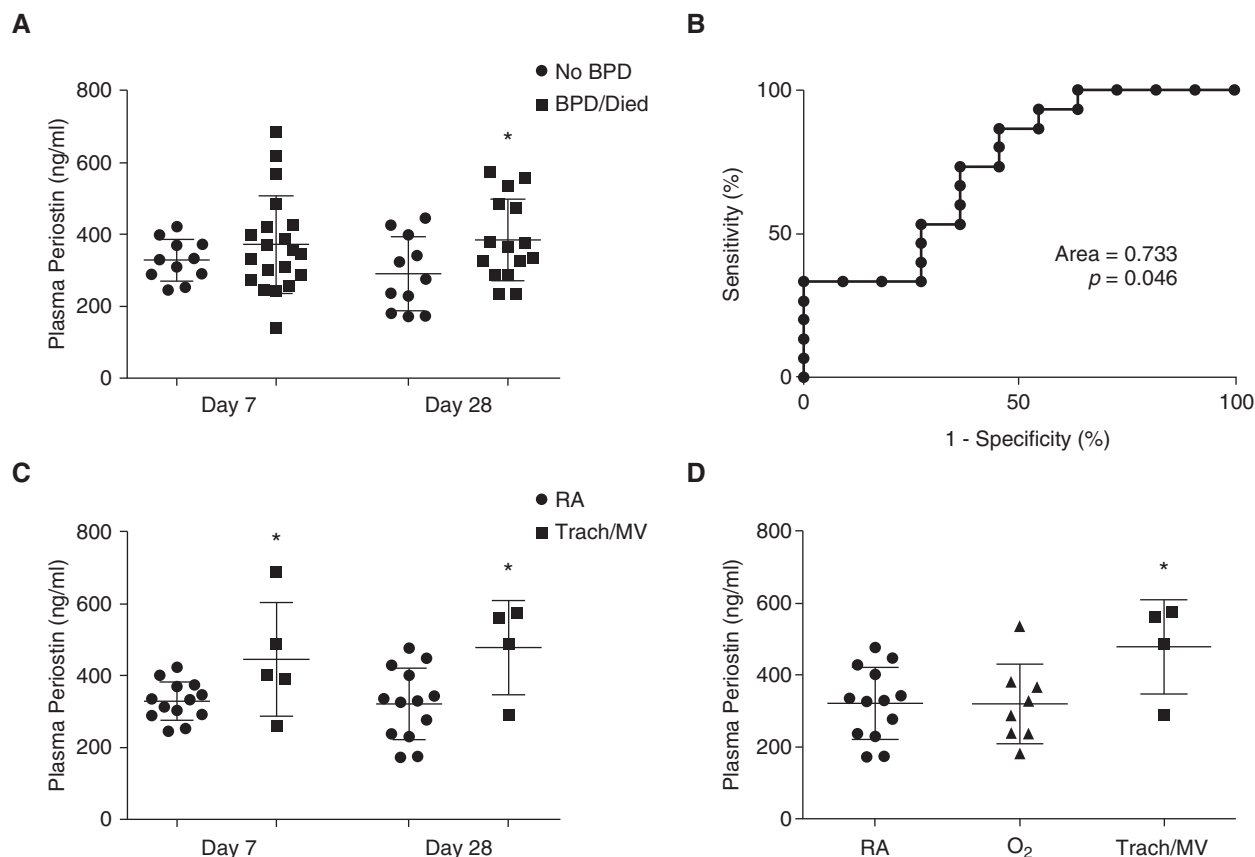 A
No BPD
BPD/Died
800
600
400
200
0
Plasma Periostin (ng/ml)
*
Day 7
Day 28
B
100
50
0
Sensitivity (%)
Area = 0.733
p = 0.046
0
50
100
1 - Specificity (%)
C
RA
Trach/MV
800
600
400
200
0
Plasma Periostin (ng/ml)
*
*
Day 7
Day 28
D
800
600
400
200
0
Plasma Periostin (ng/ml)
*
RA
O2
Trach/MV